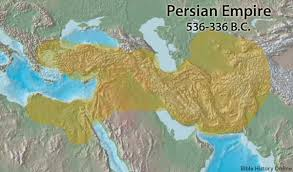 Persian Empire
536-336 B.C.
Bible History Online